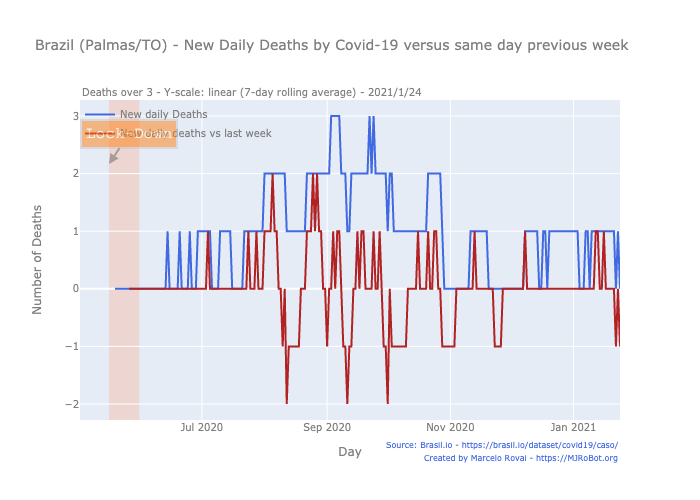 Brazil (Palmas/TO) - New Daily Deaths by Covid-19 versus same day previous week
Deaths over 3 - Y-scale: linear (7-day rolling average) - 2021/1/24
New daily Deaths
Lock Down
deaths vs last week
3
2
1
0
−1
−2
Number of Deaths
Jul 2020
Sep 2020
Nov 2020
Jan 2021
Day
Source: Brasil.io - https://brasil.io/dataset/covid19/caso/
Created by Marcelo Rovai - https://MJRoBot.org